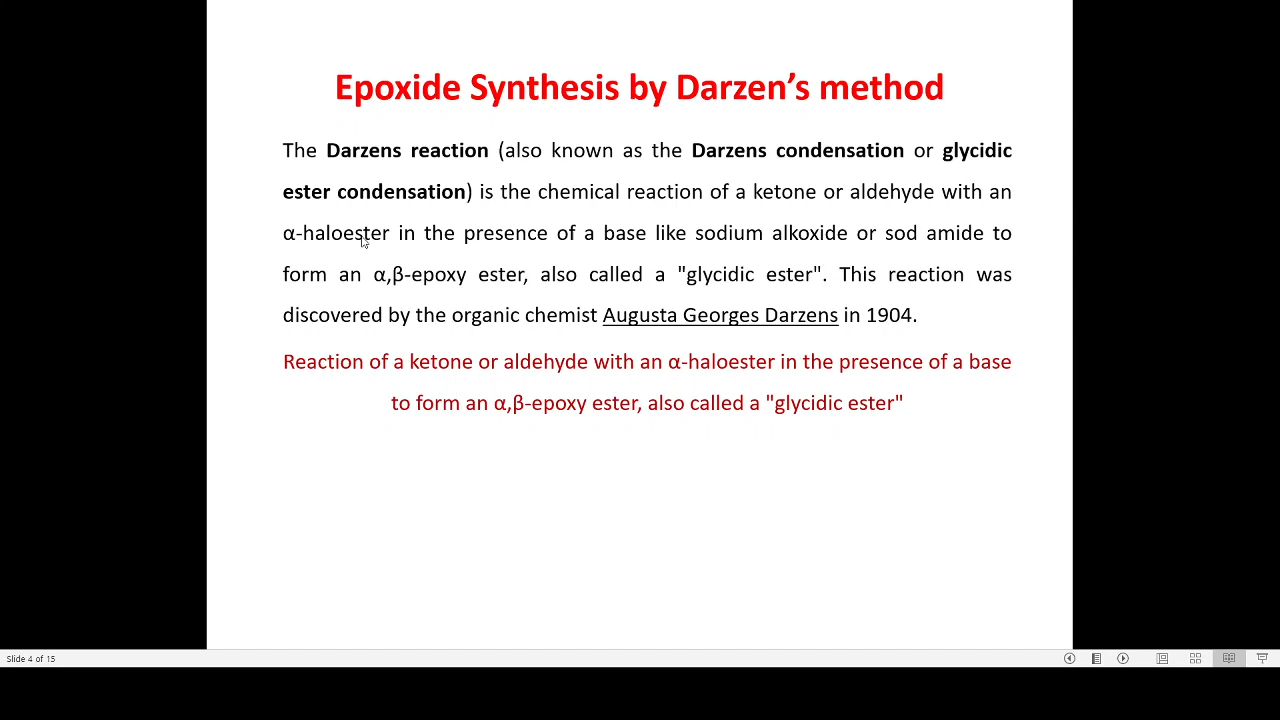 Epoxide Synthesis by Darzen’s method
The Darzens reaction (also known as the Darzens condensation or glycidic
ester condensation) is the chemical reaction of a ketone or aldehyde with an
α-haloester in the presence of a base like sodium alkoxide or sod amide to
form an α,β-epoxy ester, also called a "glycidic ester". This reaction was
discovered by the organic chemist Augusta Georges Darzens in 1904.
Reaction of a ketone or aldehyde with an α-haloester in the presence of a base
to form an α,β-epoxy ester, also called a "glycidic ester"
Slide 4 of 15